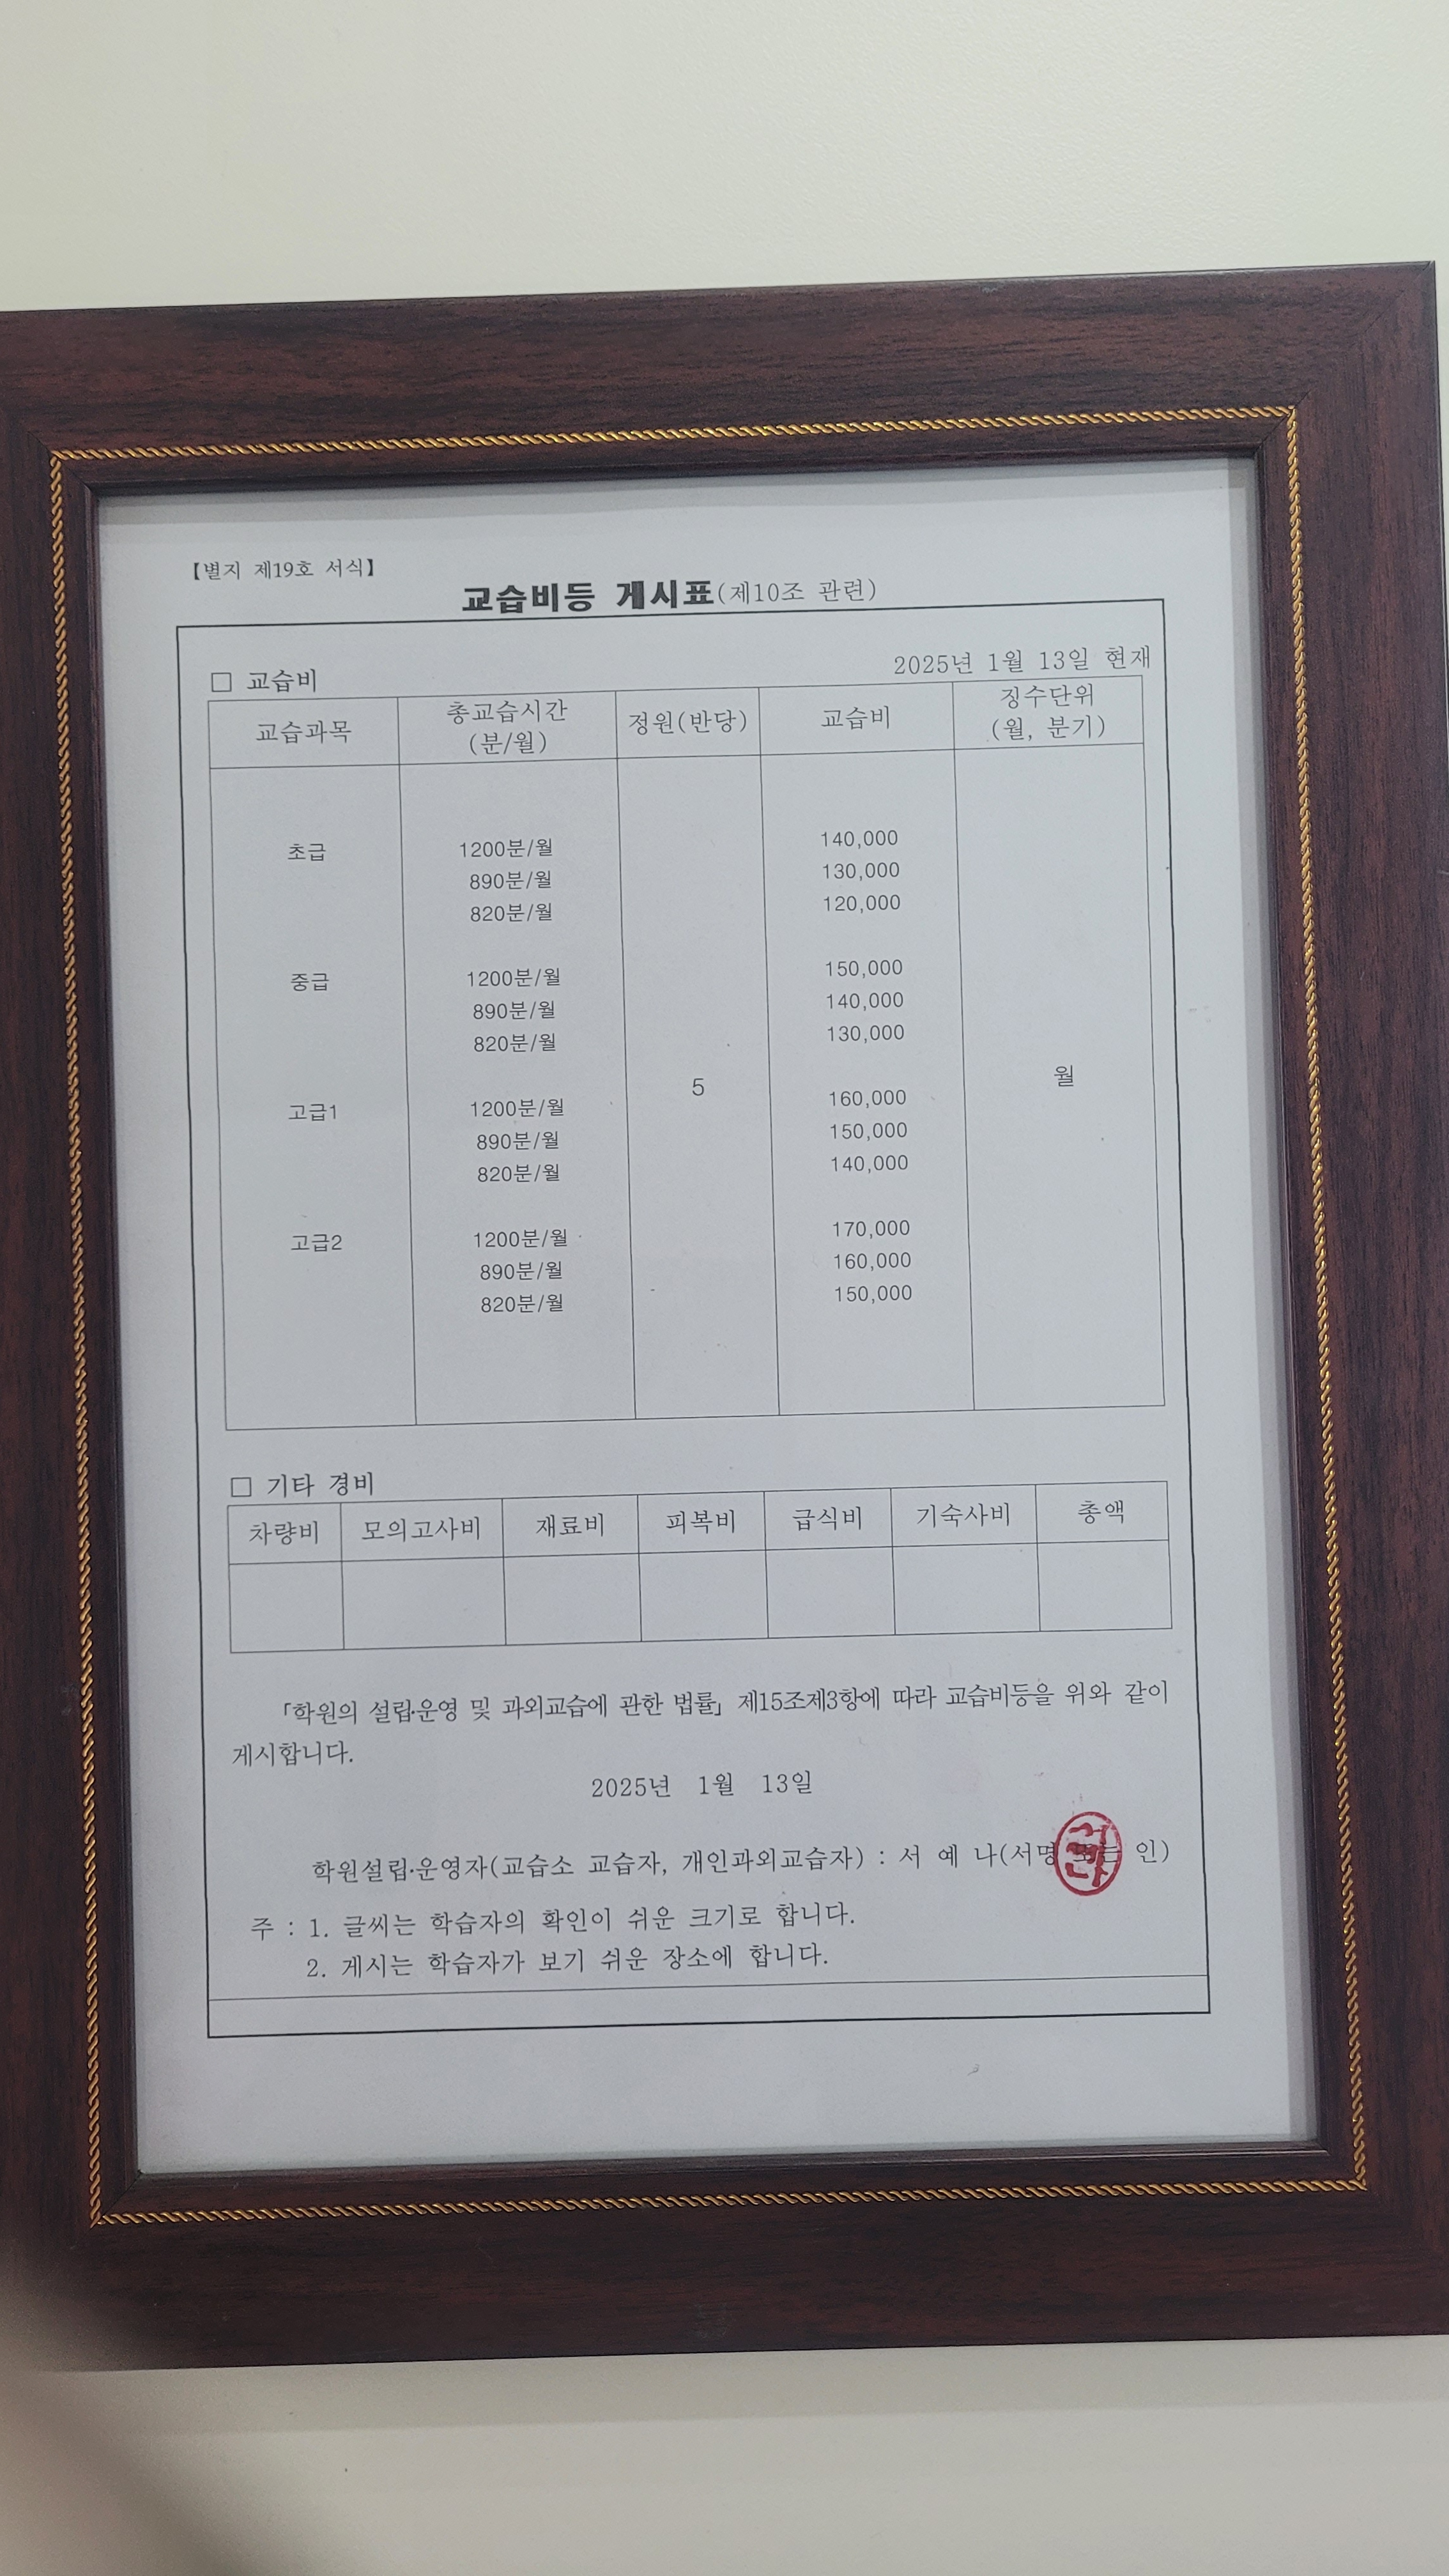 【별지 제19호 서식】
교습비등 게시표(제10조 관련)
□ 교습비 2025년 1월 13일 현재
교습과목 총교습시간 (분/월) 정원(반당) 교습비 징수단위 (월, 분기)
초급 1200분/월 140,000
890분/월 130,000
820분/월 120,000
중급 1200분/월 150,000
890분/월 140,000
820분/월 130,000
5 월
고급1 1200분/월 160,000
890분/월 150,000
820분/월 140,000
고급2 1200분/월 170,000
890분/월 160,000
820분/월 150,000
□ 기타 경비
차량비 모의고사비 재료비 피복비 급식비 기숙사비 총액
「학원의 설립·운영 및 과외교습에 관한 법률」 제15조제3항에 따라 교습비등을 위와 같이
게시합니다.
2025년 1월 13일
학원설립·운영자(교습소 교습자, 개인과외교습자) : 서 예 나(서명 또는 인)
주 : 1. 글씨는 학습자의 확인이 쉬운 크기로 합니다.
2. 게시는 학습자가 보기 쉬운 장소에 합니다.